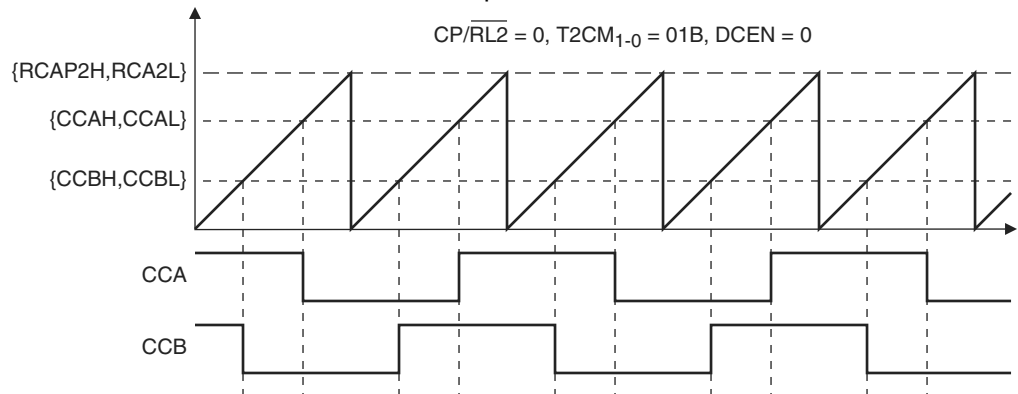 CP/RL2 = 0, T2CM1-0 = 01B, DCEN = 0
{RCAP2H,RCA2L}
{CCAH,CCAL}
{CCBH,CCBL}
CCA
CCB